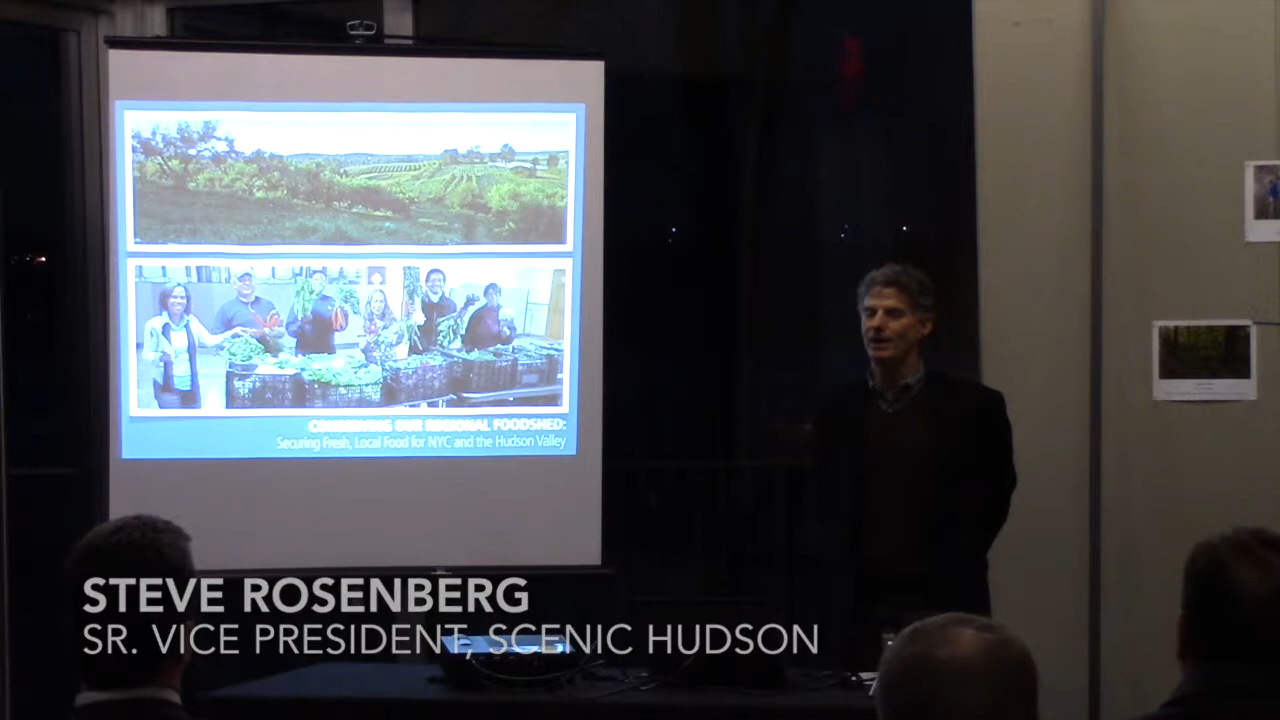 CONSERVING OUR REGIONAL FOODSHED:
Securing Fresh, Local Food for NYC and the Hudson Valley
STEVE ROSENBERG
SR. VICE PRESIDENT, SCENIC HUDSON